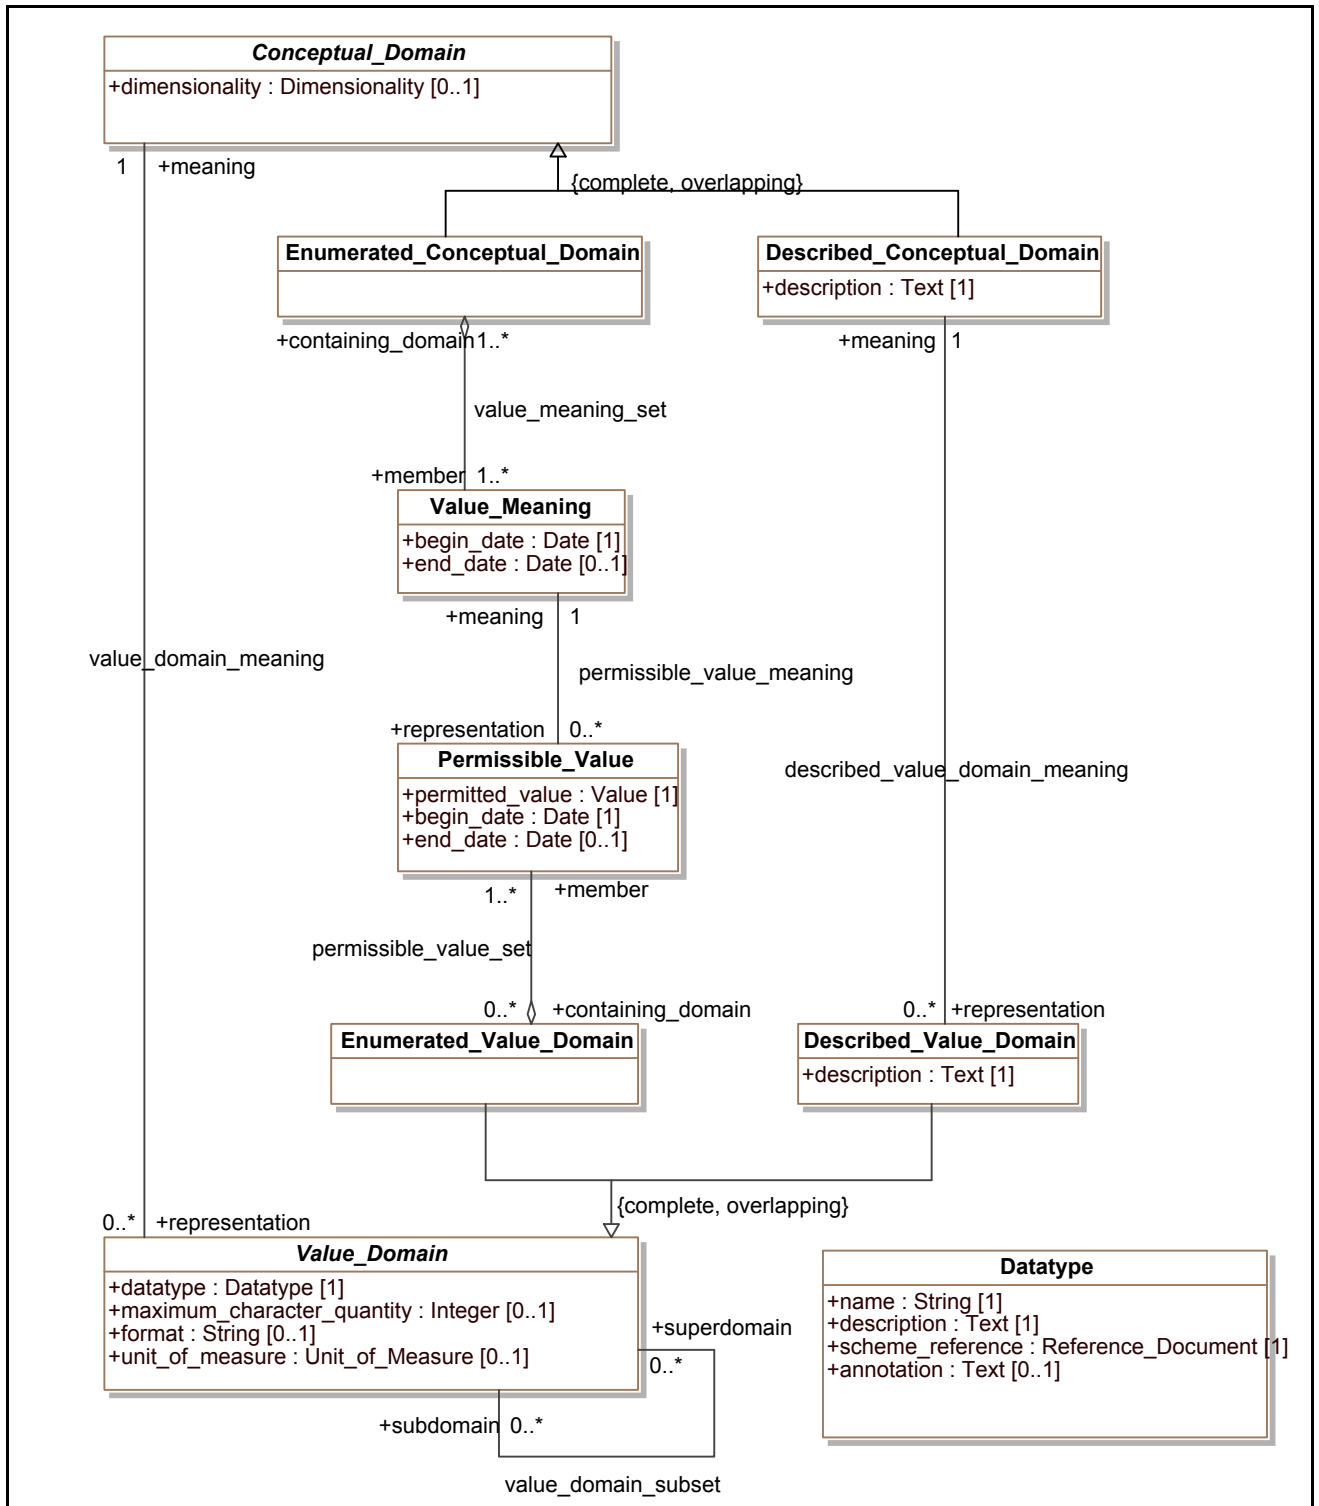 Conceptual_Domain
+dimensionality : Dimensionality [0..1]
1 +meaning
{complete, overlapping}
Enumerated_Conceptual_Domain
Described_Conceptual_Domain
+description : Text [1]
+containing_domain 1..*
+meaning 1
value_meaning_set
+member 1..*
Value_Meaning
+begin_date : Date [1]
+end_date : Date [0..1]
+meaning 1
value_domain_meaning
permissible_value_meaning
+representation 0..*
Permissible_Value
+permitted_value : Value [1]
+begin_date : Date [1]
+end_date : Date [0..1]
described_value_domain_meaning
1..* +member
permissible_value_set
0..* +containing_domain
0..* +representation
Enumerated_Value_Domain
Described_Value_Domain
+description : Text [1]
{complete, overlapping}
0..* +representation
Value_Domain
+datatype : Datatype [1]
+maximum_character_quantity : Integer [0..1]
+format : String [0..1]
+unit_of_measure : Unit_of_Measure [0..1]
+superdomain
0..*
+subdomain 0..*
value_domain_subset
Datatype
+name : String [1]
+description : Text [1]
+scheme_reference : Reference_Document [1]
+annotation : Text [0..1]